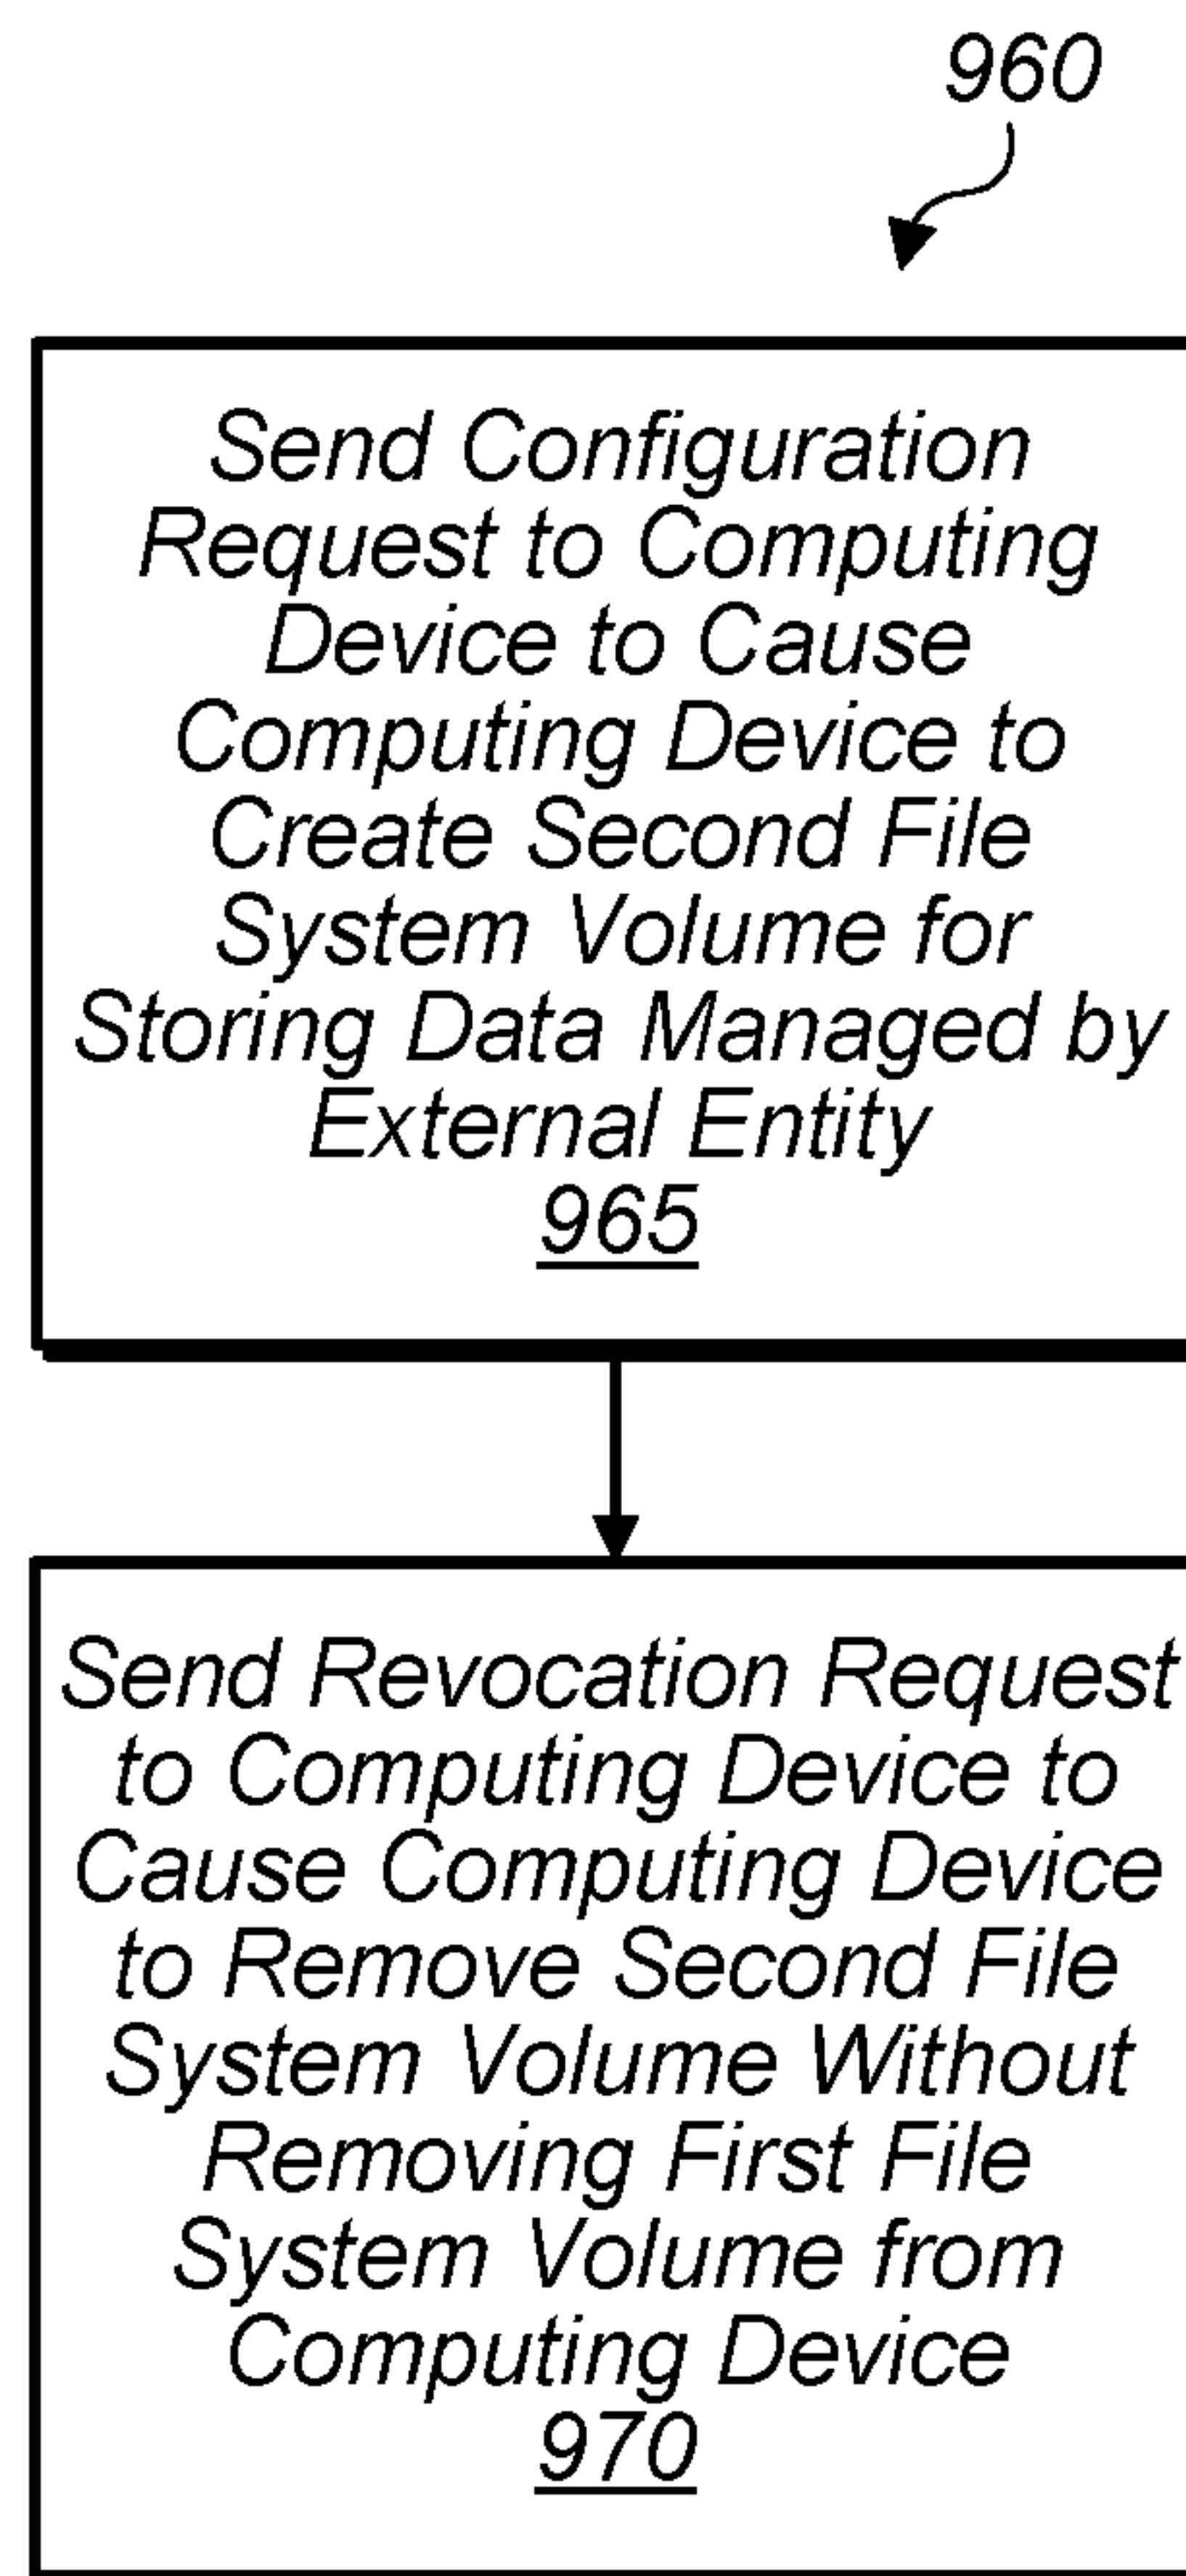 960
Send Configuration
Request to Computing
Device to Cause
Computing Device to
Create Second File
System Volume for
Storing Data Managed by
External Entity
965
Send Revocation Request
to Computing Device to
Cause Computing Device
to Remove Second File
System Volume Without
Removing First File
System Volume from
Computing Device
970